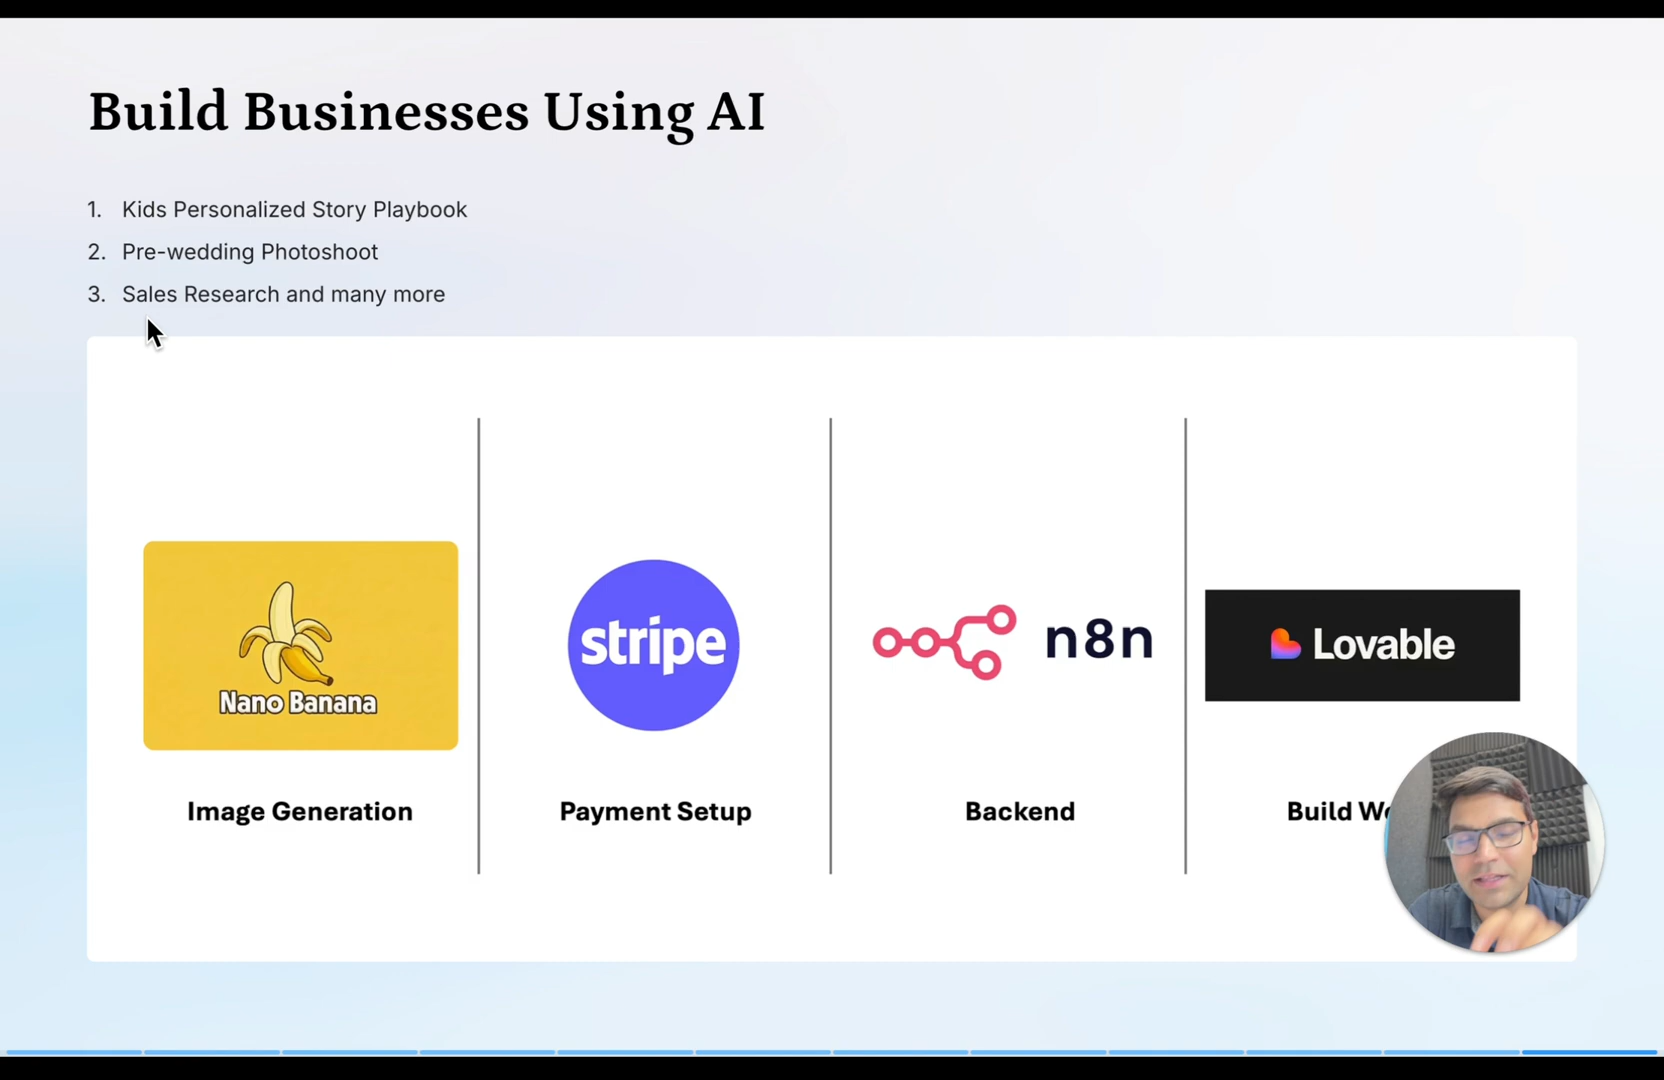 Build Businesses Using AI
1. Kids Personalized Story Playbook
2. Pre-wedding Photoshoot
3. Sales Research and many more
Nano Banana
stripe
n8n
Lovable
Image Generation
Payment Setup
Backend
Build